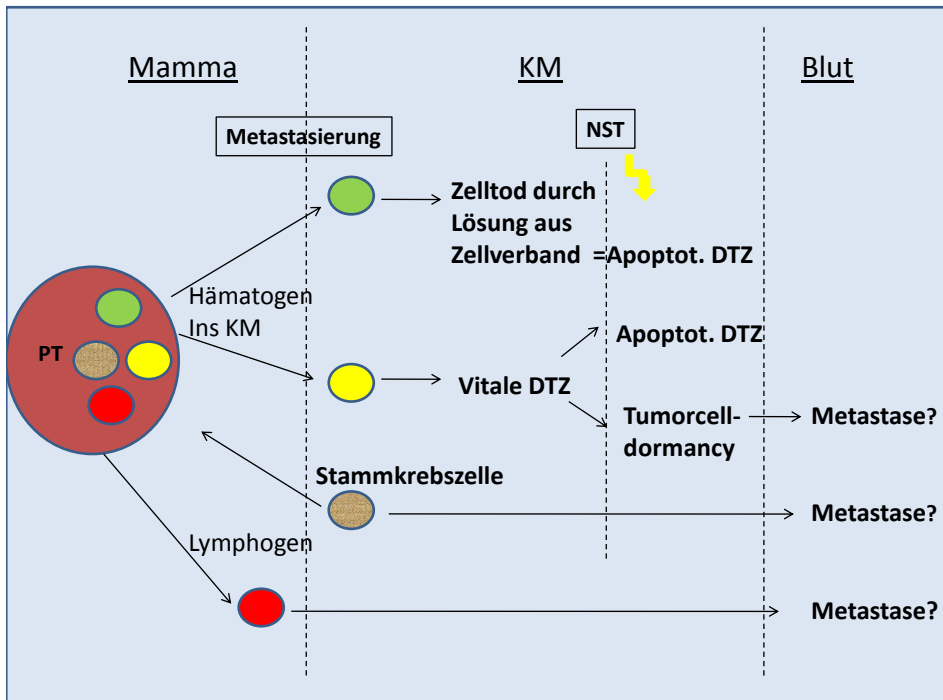 Mamma
KM
Blut
Metastasierung
NST
Zelltod durch
Lösung aus
Zellverband =Apoptot. DTZ
Hämatogen
Ins KM
PT
Apoptot. DTZ
Vitale DTZ
Tumorcell-
dormancy
Metastase?
Stammkrebszelle
Metastase?
Lymphogen
Metastase?